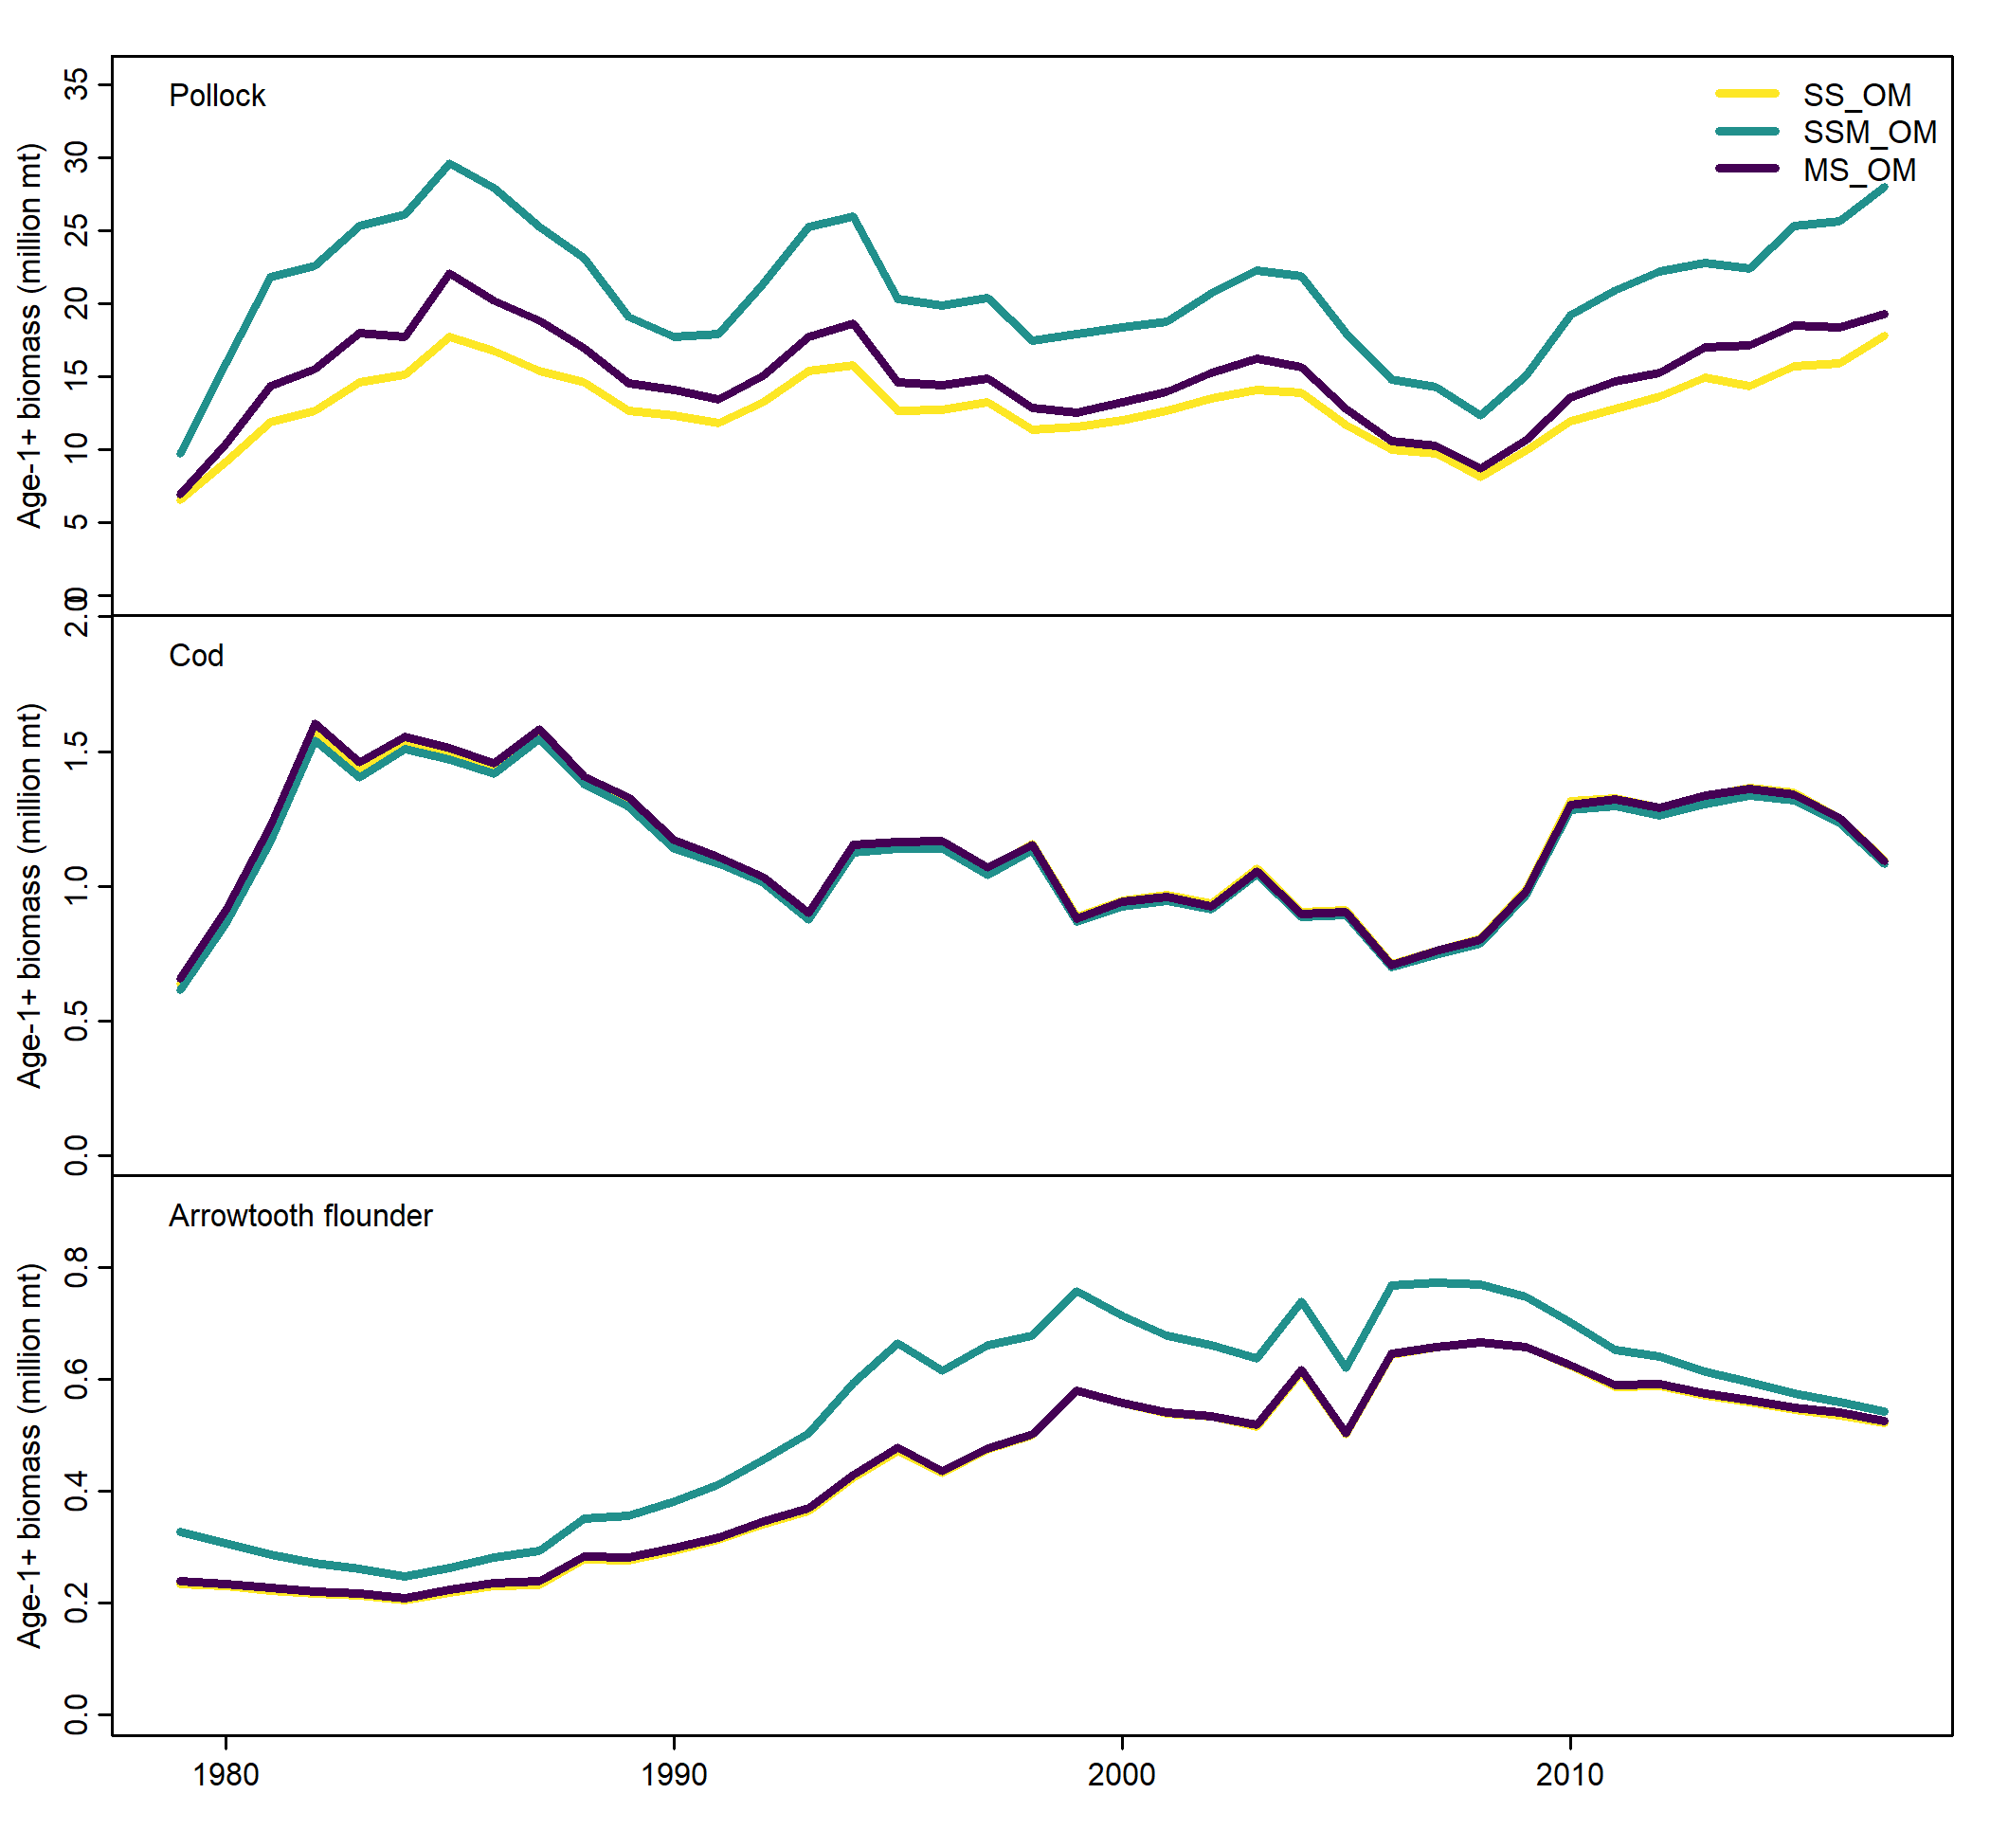 Pollock
SS_OM
SSM_OM
MS_OM
Age-1+ biomass (million mt)
35
30
25
20
15
10
5
0
Cod
Age-1+ biomass (million mt)
2.0
1.5
1.0
0.5
0.0
Arrowtooth flounder
Age-1+ biomass (million mt)
0.8
0.6
0.4
0.2
0.0
1980 1990 2000 2010